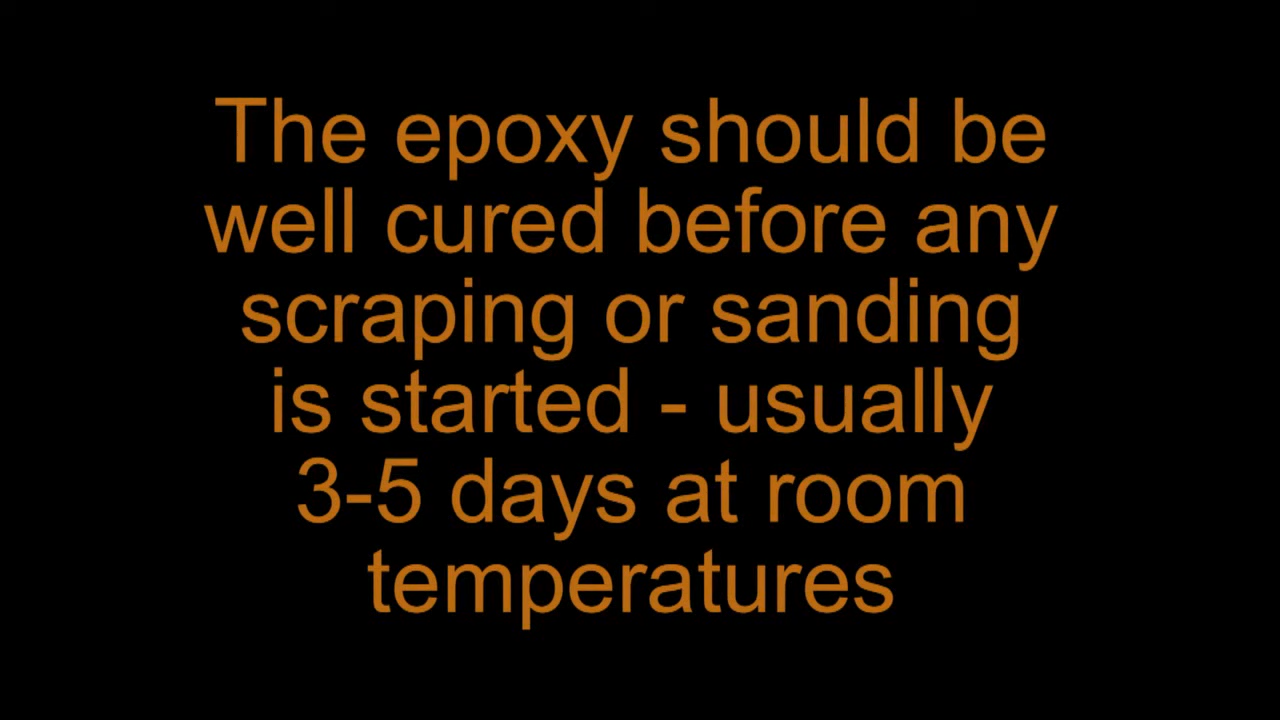 The epoxy should be
well cured before any
scraping or sanding
is started - usually
3-5 days at room
temperatures